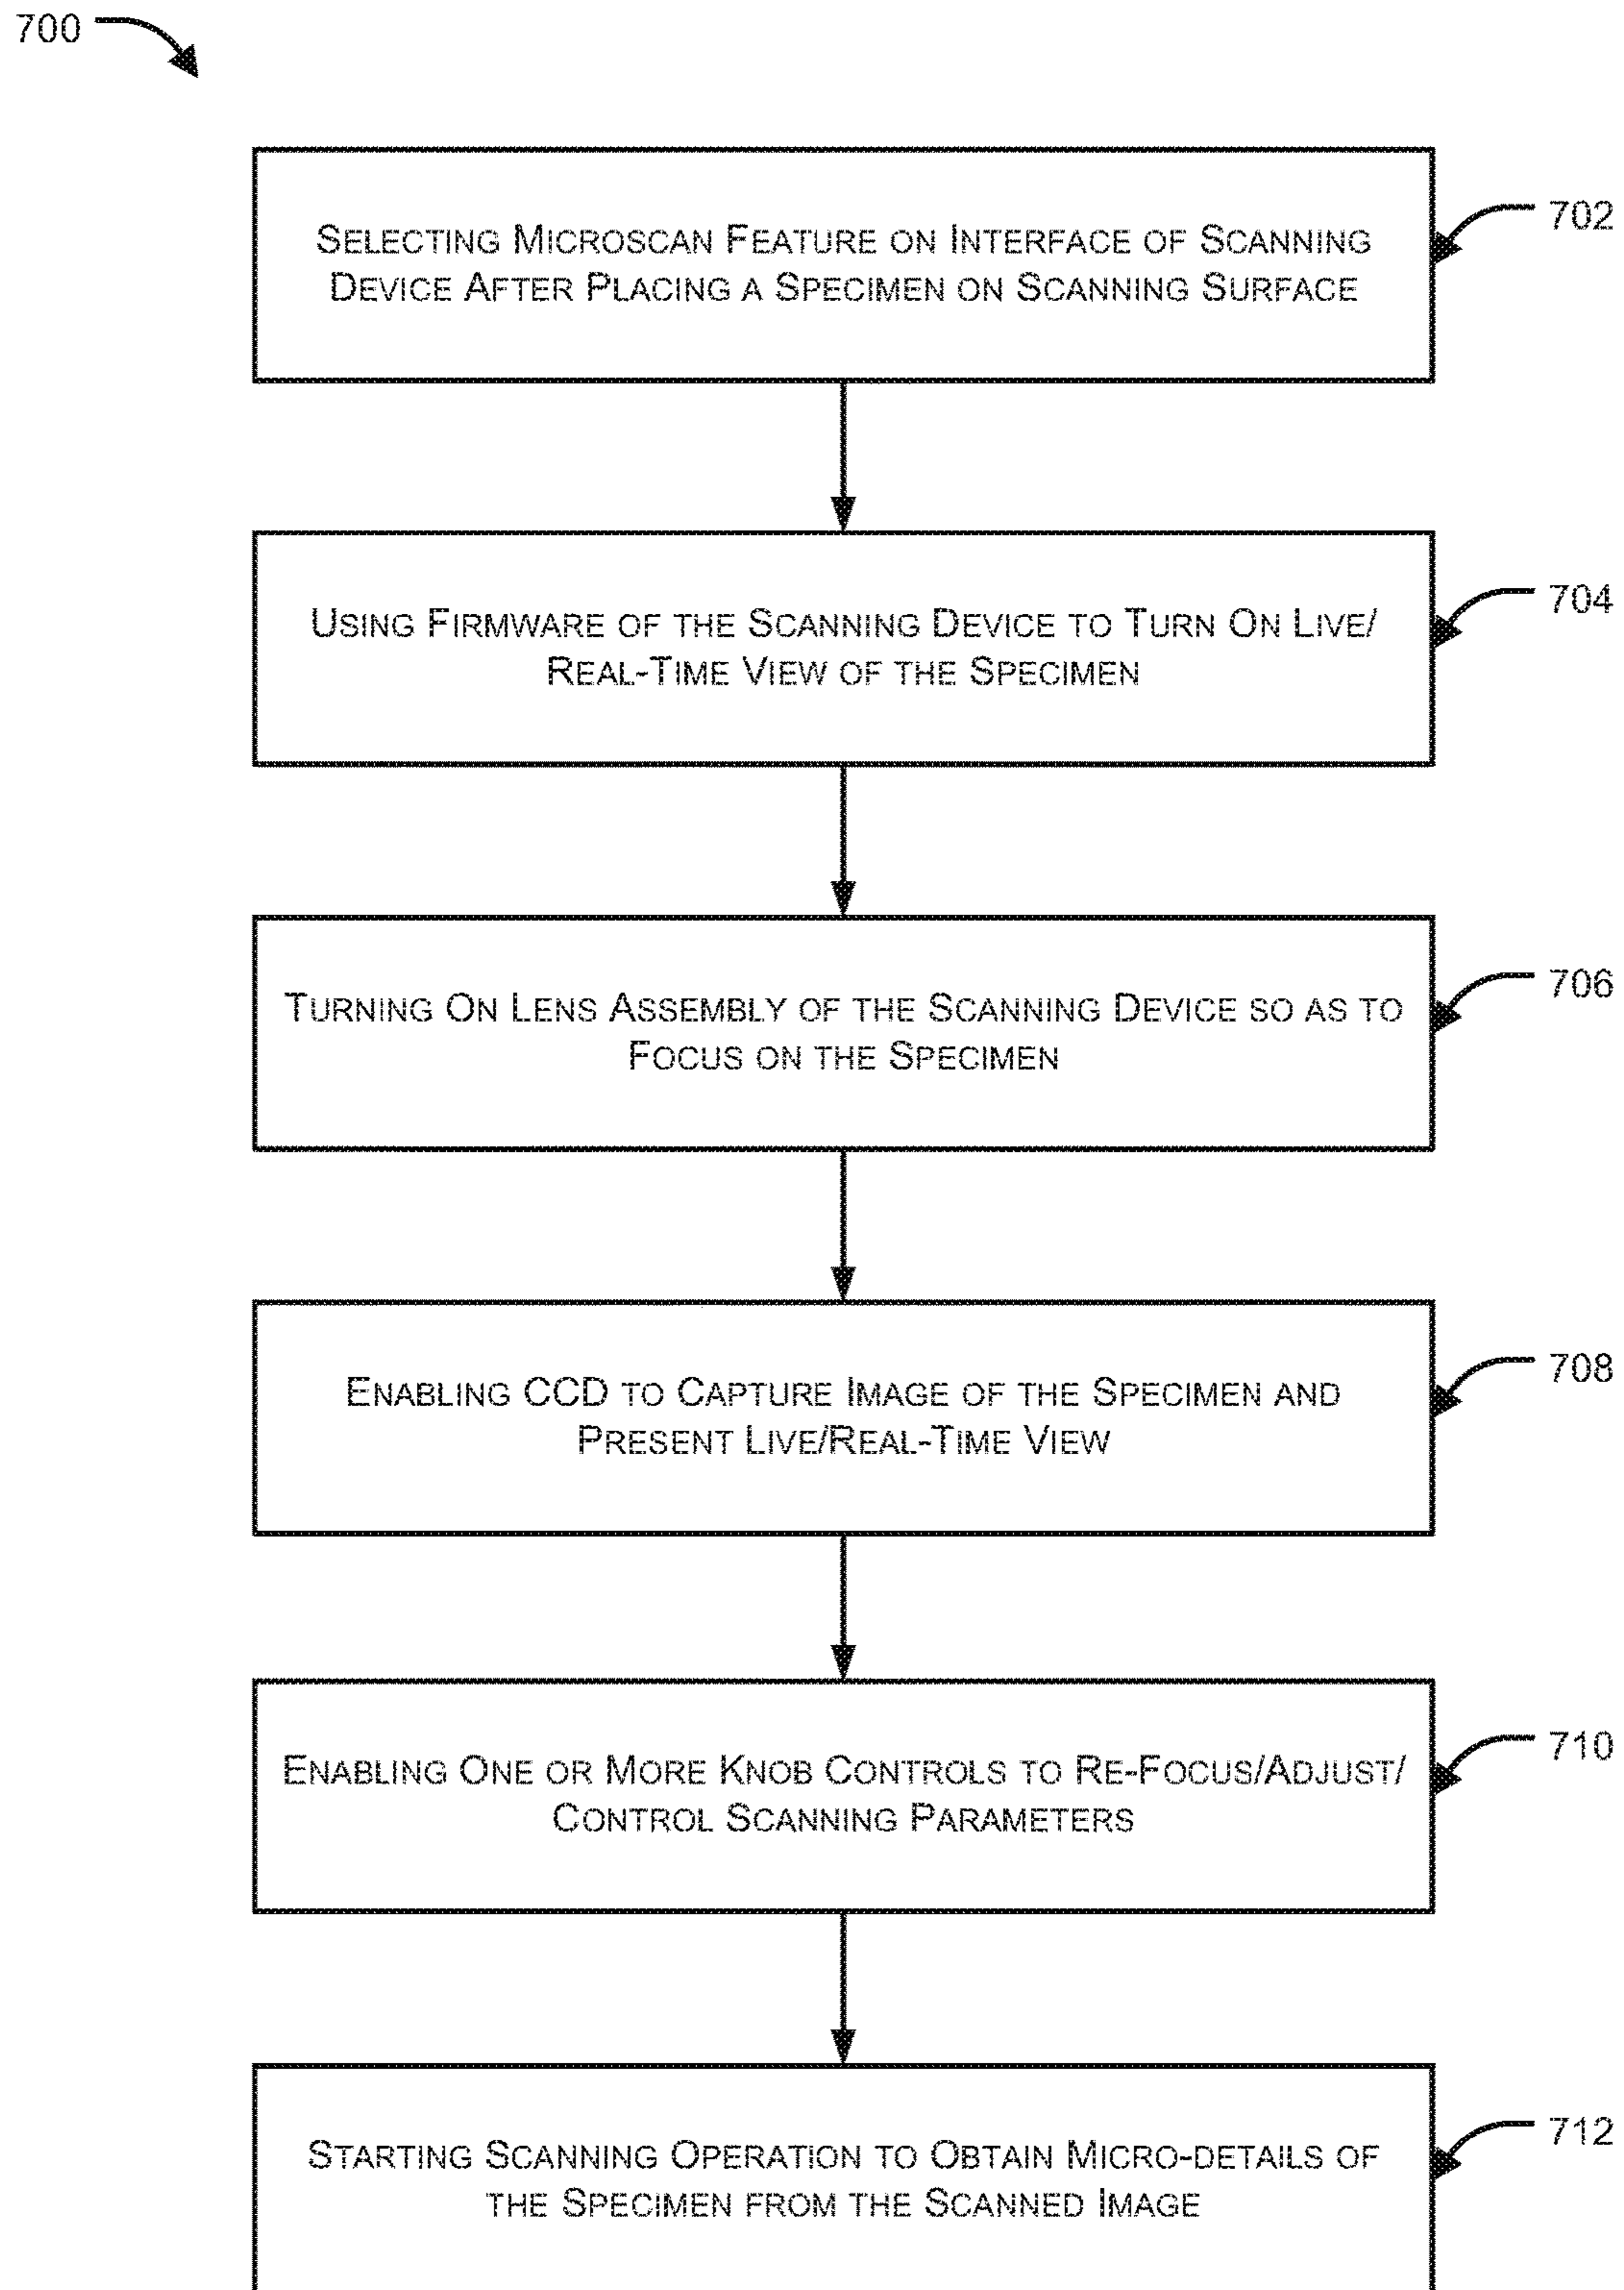 700
SELECTING MICROSCAN FEATURE ON INTERFACE OF SCANNING
DEVICE AFTER PLACING A SPECIMEN ON SCANNING SURFACE
702
USING FIRMWARE OF THE SCANNING DEVICE TO TURN ON LIVE/
REAL-TIME VIEW OF THE SPECIMEN
704
TURNING ON LENS ASSEMBLY OF THE SCANNING DEVICE SO AS TO
FOCUS ON THE SPECIMEN
706
ENABLING CCD TO CAPTURE IMAGE OF THE SPECIMEN AND
PRESENT LIVE/REAL-TIME VIEW
708
ENABLING ONE OR MORE KNOB CONTROLS TO RE-FOCUS/ADJUST/
CONTROL SCANNING PARAMETERS
710
STARTING SCANNING OPERATION TO OBTAIN MICRO-DETAILS OF
THE SPECIMEN FROM THE SCANNED IMAGE
712